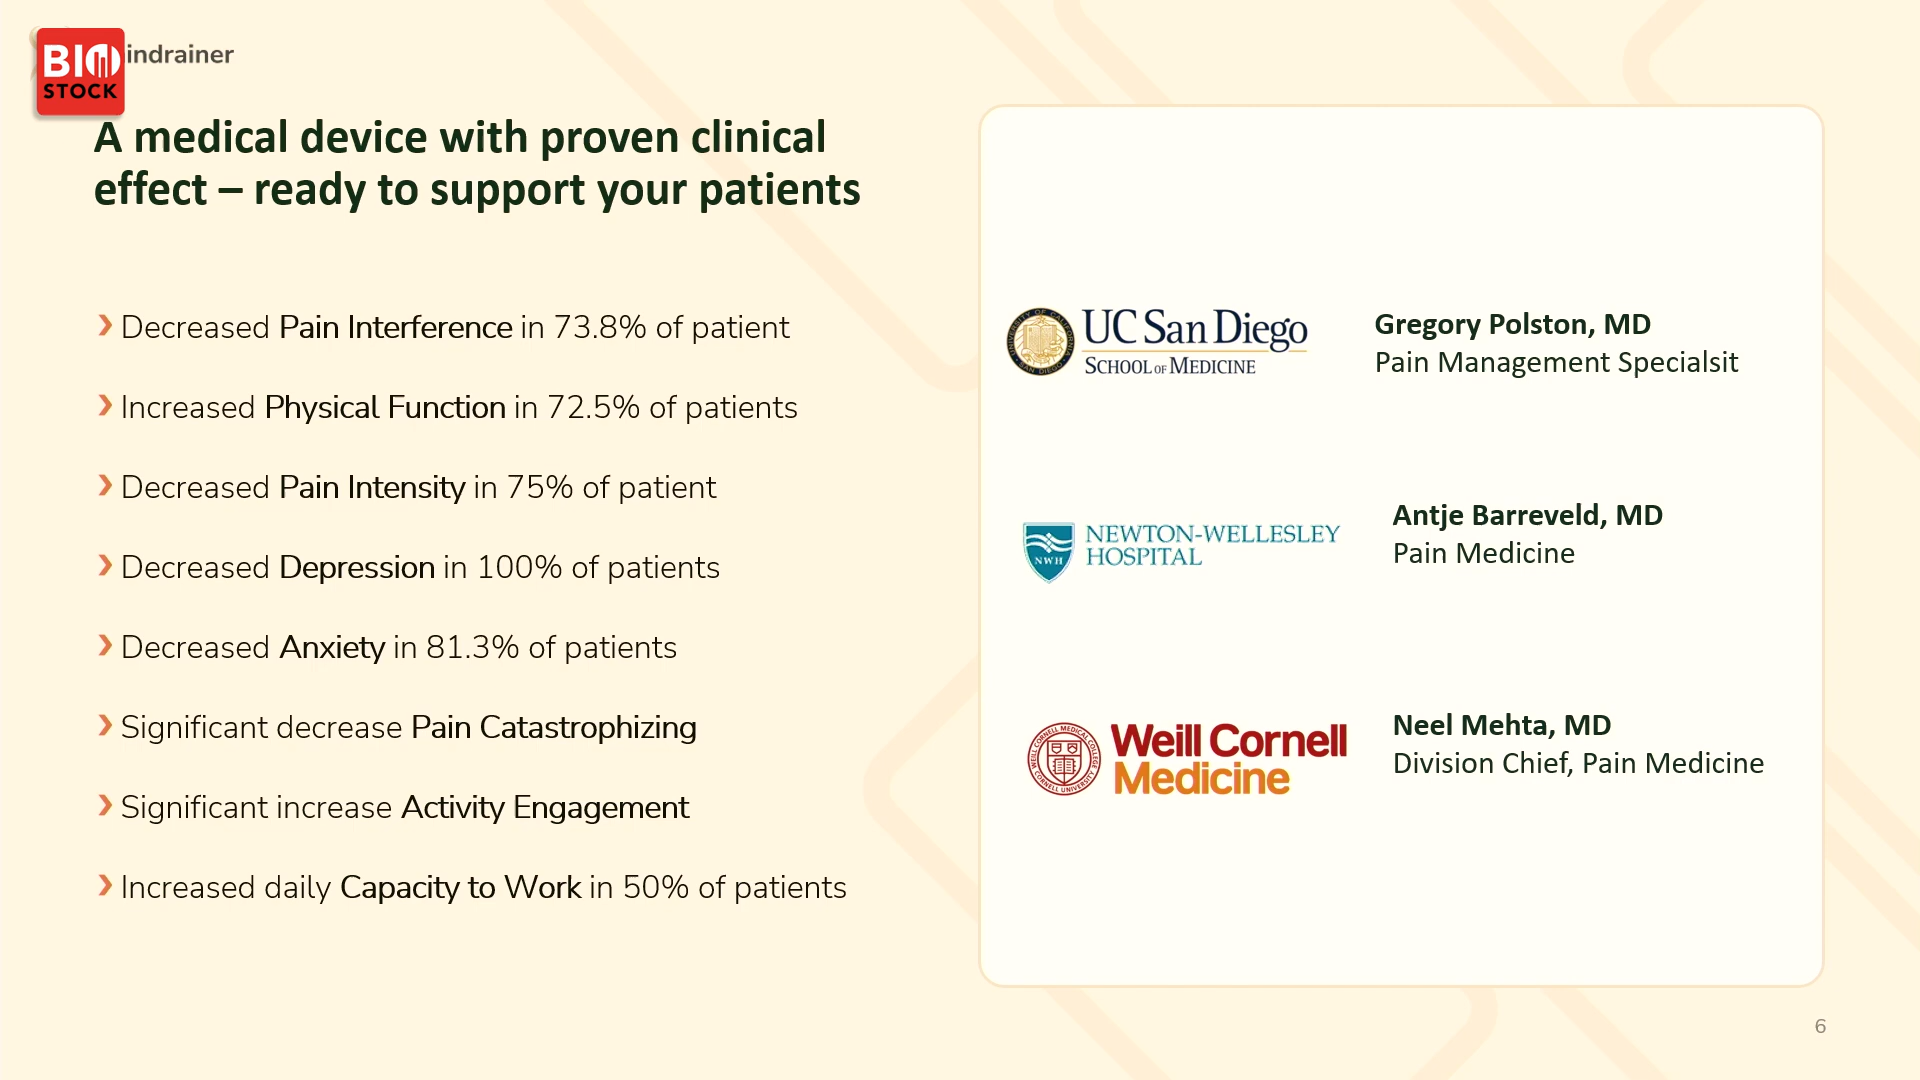 BIO
STOCK
indrainer
A medical device with proven clinical
effect – ready to support your patients
Decreased Pain Interference in 73.8% of patient
Increased Physical Function in 72.5% of patients
Decreased Pain Intensity in 75% of patient
Decreased Depression in 100% of patients
Decreased Anxiety in 81.3% of patients
Significant decrease Pain Catastrophizing
Significant increase Activity Engagement
Increased daily Capacity to Work in 50% of patients
UC San Diego
SCHOOL OF MEDICINE
Gregory Polston, MD
Pain Management Specialsit
NWH
NEWTON-WELLESLEY
HOSPITAL
Antje Barreveld, MD
Pain Medicine
Weill Cornell
Medicine
Neel Mehta, MD
Division Chief, Pain Medicine
6